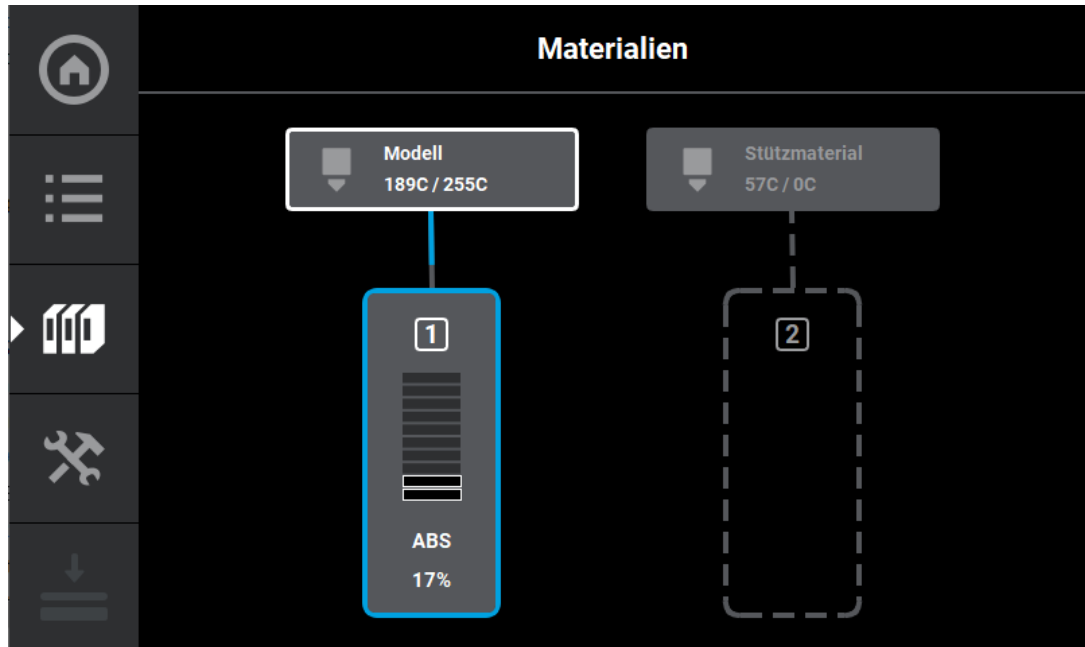 Materialien
Modell
189C / 255C
Stützmaterial
57C / 0C
1
2
ABS
17%